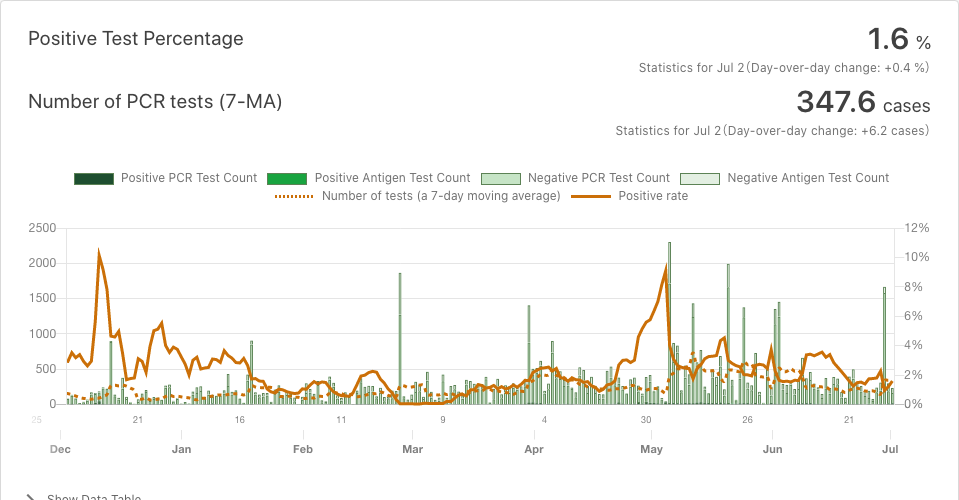 Positive Test Percentage
1.6 %
Statistics for Jul 2(Day-over-day change: +0.4 %)
Number of PCR tests (7-MA)
347.6 cases
Statistics for Jul 2(Day-over-day change: +6.2 cases)
Positive PCR Test Count Positive Antigen Test Count Negative PCR Test Count Negative Antigen Test Count
Number of tests (a 7-day moving average) Positive rate
2500 12%
2000 10%
1500 8%
1000 6%
500 4%
0 2%
0%
25 21 16 11 9 4 30 26 21
Dec Jan Feb Mar Apr May Jun Jul
Show Data Table